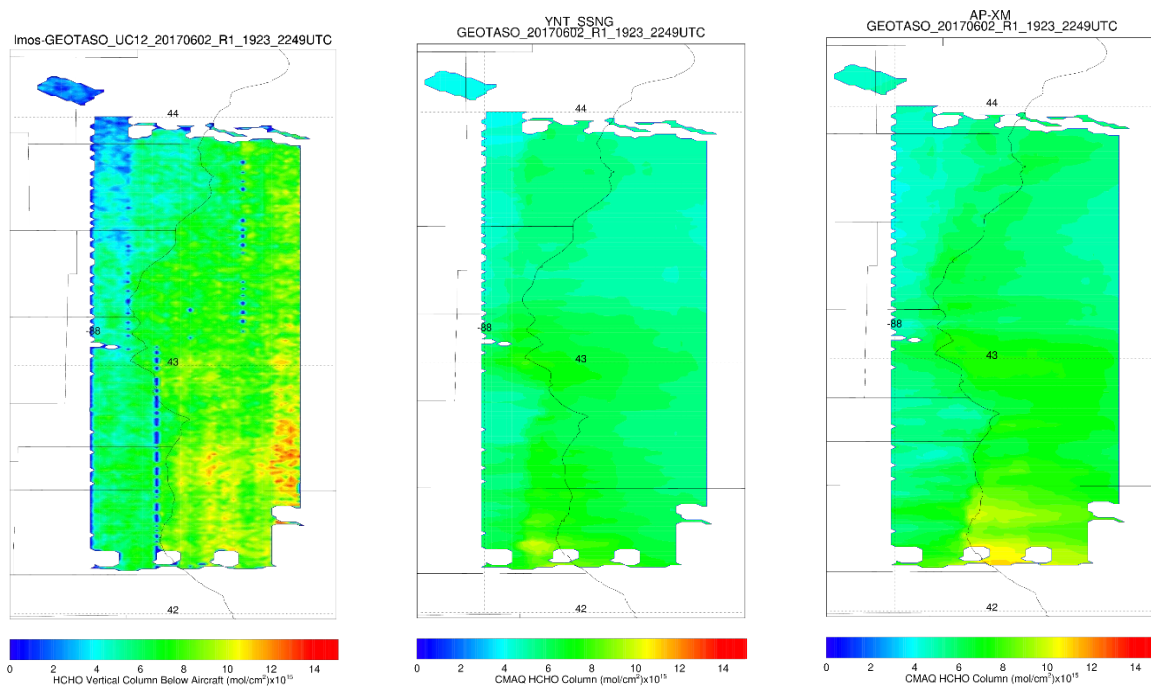 lmos-GEOTASO_UC12_20170602_R1_1923_2249UTC
44
-88
43
42
0 2 4 6 8 10 12 14
HCHO Vertical Column Below Aircraft (mol/cm²)x10¹⁵
YNT_SSNG
GEOTASO_20170602_R1_1923_2249UTC
44
-88
43
42
0 2 4 6 8 10 12 14
CMAQ HCHO Column (mol/cm²)x10¹⁵
AP-XM
GEOTASO_20170602_R1_1923_2249UTC
44
-88
43
42
0 2 4 6 8 10 12 14
CMAQ HCHO Column (mol/cm²)x10¹⁵